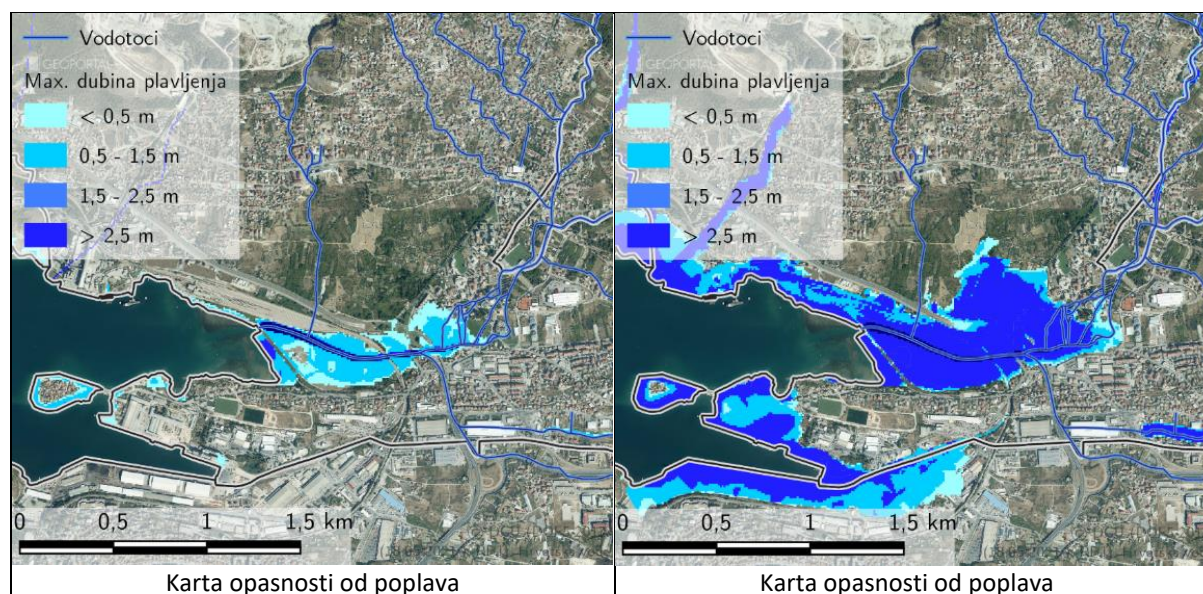 Vodotoci
GEOPORTAL
Max. dubina plavljenja
< 0,5 m
0,5 - 1,5 m
1,5 - 2,5 m
> 2,5 m
0 0,5 1 1,5 km
Karta opasnosti od poplava
Vodotoci
GEOPORTAL
Max. dubina plavljenja
< 0,5 m
0,5 - 1,5 m
1,5 - 2,5 m
> 2,5 m
0 0,5 1 1,5 km
Karta opasnosti od poplava